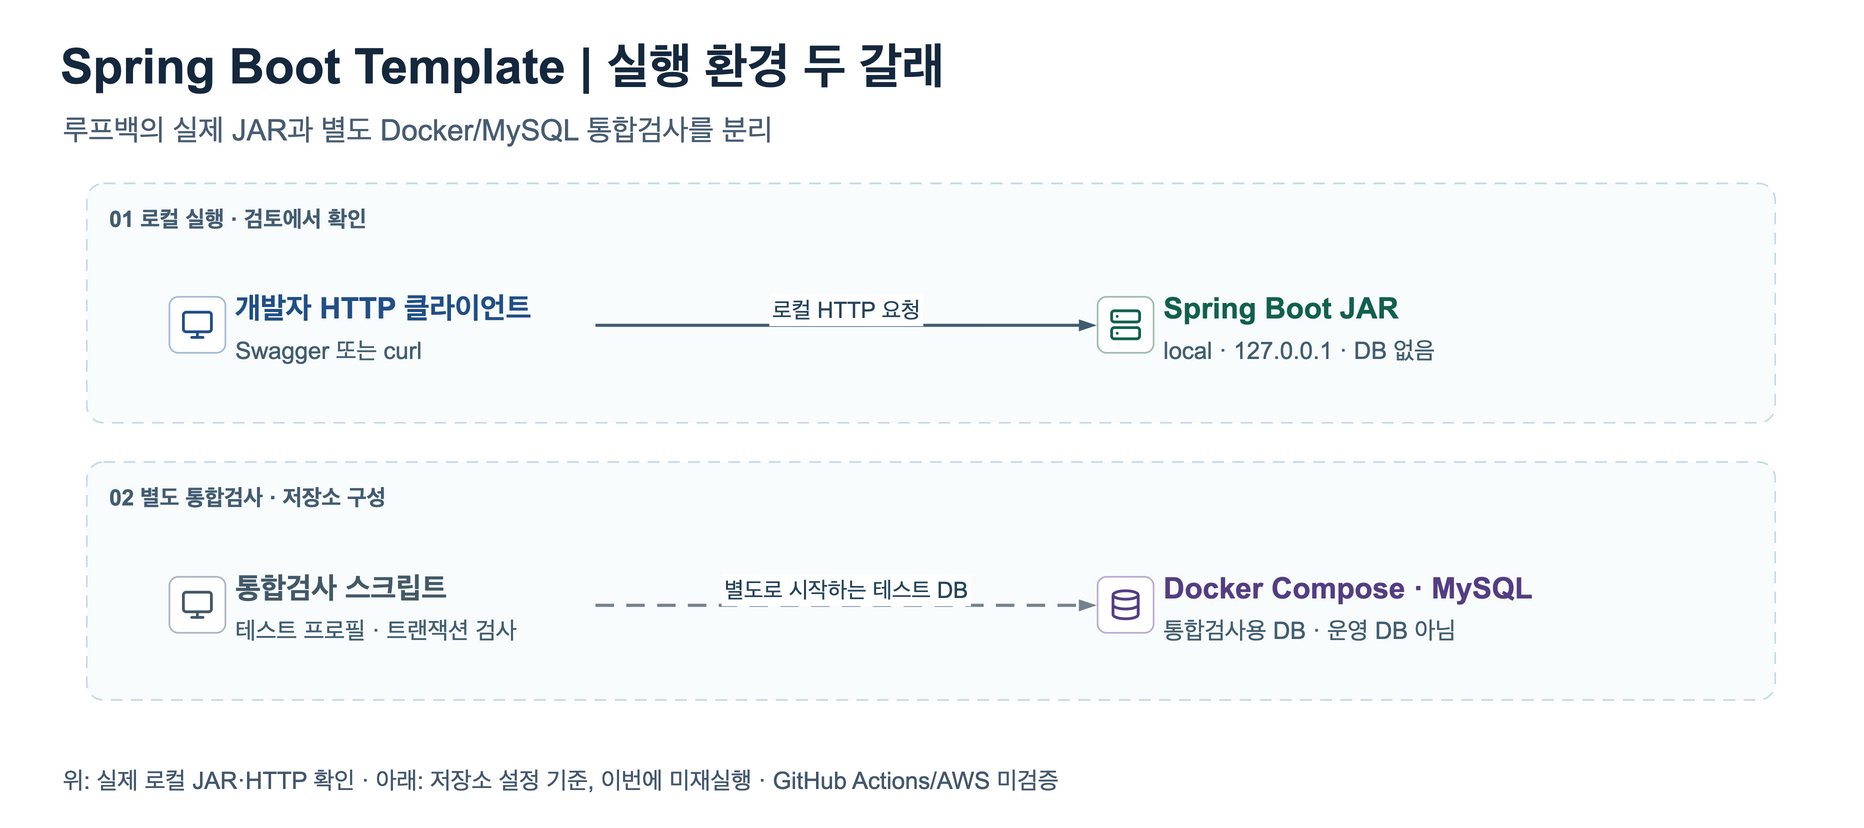 Spring Boot Template | 실행 환경 두 갈래
루프백의 실제 JAR과 별도 Docker/MySQL 통합검사를 분리
01 로컬 실행 · 검토에서 확인
개발자 HTTP 클라이언트
Swagger 또는 curl
로컬 HTTP 요청
Spring Boot JAR
local · 127.0.0.1 · DB 없음
02 별도 통합검사 · 저장소 구성
통합검사 스크립트
테스트 프로필 · 트랜잭션 검사
별도로 시작하는 테스트 DB
Docker Compose · MySQL
통합검사용 DB · 운영 DB 아님
위: 실제 로컬 JAR·HTTP 확인 · 아래: 저장소 설정 기준, 이번에 미재실행 · GitHub Actions/AWS 미검증